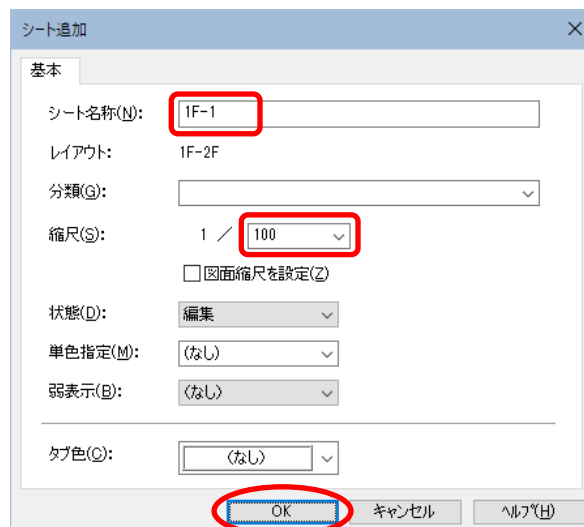 シート追加
基本
シート名称(N): 1F-1
レイアウト: 1F-2F
分類(G):
縮尺(S): 1 ／ 100
図面縮尺を設定(Z)
状態(D): 編集
単色指定(M): (なし)
弱表示(B): (なし)
タブ色(C): (なし)
OK キャンセル ヘルプ(H)